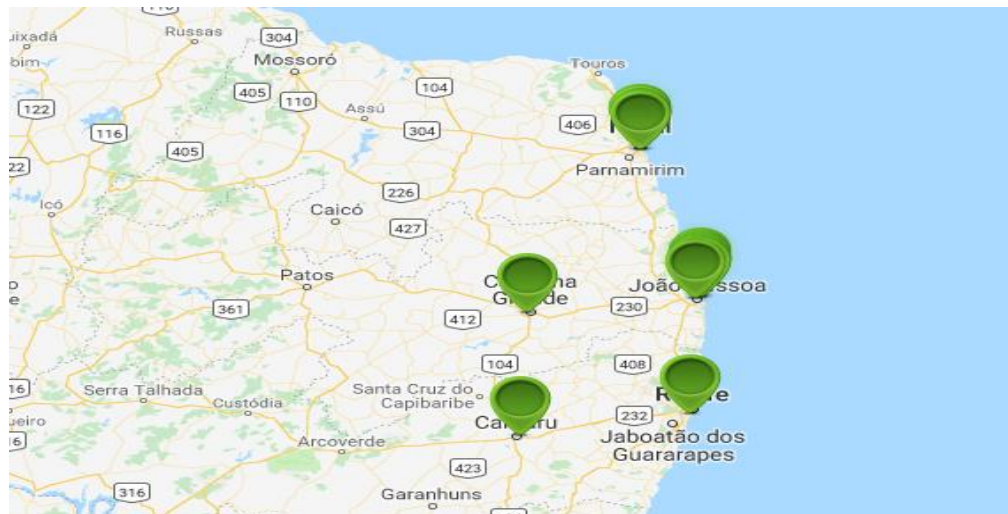 116
Russas
304
Mossoró
Touros
405
110
104
122
Assú
406
116
304
405
Parnamirim
226
Icó
Caicó
427
Patos
João
361
412
230
104
408
Serra Talhada
Santa Cruz do
Capibaribe
Custódia
232
Arcoverde
Jaboatão dos
Guararapes
423
316
Garanhuns